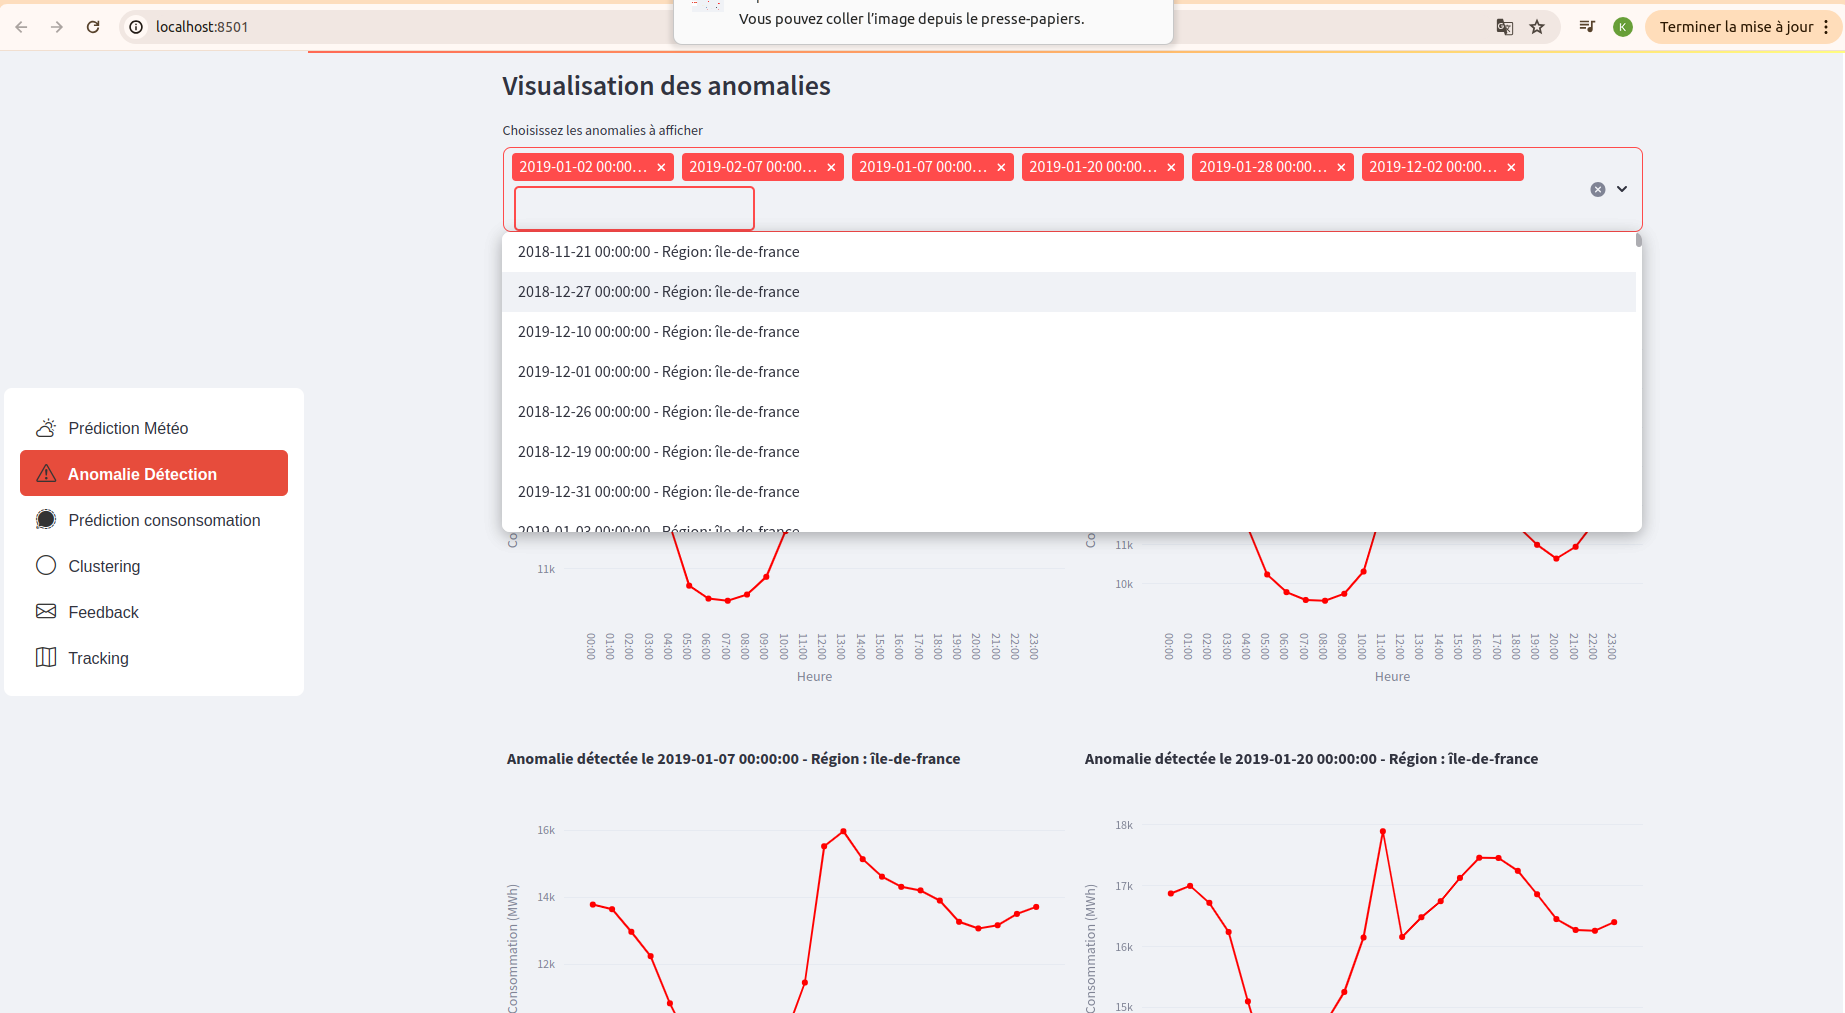 localhost:8501
Vous pouvez coller l'image depuis le presse-papiers.
K
Terminer la mise à jour
Visualisation des anomalies
Choisissez les anomalies à afficher
2019-01-02 00:00… 2019-02-07 00:00… 2019-01-07 00:00… 2019-01-20 00:00… 2019-01-28 00:00… 2019-12-02 00:00…
2018-11-21 00:00:00 - Région: île-de-france
2018-12-27 00:00:00 - Région: île-de-france
2019-12-10 00:00:00 - Région: île-de-france
2019-12-01 00:00:00 - Région: île-de-france
2018-12-26 00:00:00 - Région: île-de-france
2018-12-19 00:00:00 - Région: île-de-france
2019-12-31 00:00:00 - Région: île-de-france
2019-01-03 00:00:00 - Région: île-de-france
Prédiction Météo
Anomalie Détection
Prédiction consonsomation
Clustering
Feedback
Tracking
Co
11k
00:00 01:00 02:00 03:00 04:00 05:00 06:00 07:00 08:00 09:00 10:00 11:00 12:00 13:00 14:00 15:00 16:00 17:00 18:00 19:00 20:00 21:00 22:00 23:00
Heure
Co
11k
10k
00:00 01:00 02:00 03:00 04:00 05:00 06:00 07:00 08:00 09:00 10:00 11:00 12:00 13:00 14:00 15:00 16:00 17:00 18:00 19:00 20:00 21:00 22:00 23:00
Heure
Anomalie détectée le 2019-01-07 00:00:00 - Région : île-de-france
16k
14k
12k
Consommation (MWh)
Anomalie détectée le 2019-01-20 00:00:00 - Région : île-de-france
18k
17k
16k
15k
Consommation (MWh)